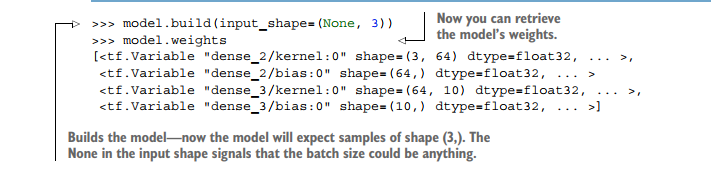 >>> model.build(input_shape=(None, 3))
Now you can retrieve
the model's weights.
>>> model.weights
[<tf.Variable "dense_2/kernel:0" shape=(3, 64) dtype=float32, ... >,
<tf.Variable "dense_2/bias:0" shape=(64,) dtype=float32, ... >
<tf.Variable "dense_3/kernel:0" shape=(64, 10) dtype=float32, ... >,
<tf.Variable "dense_3/bias:0" shape=(10,) dtype=float32, ... >]
Builds the model—now the model will expect samples of shape (3,). The
None in the input shape signals that the batch size could be anything.